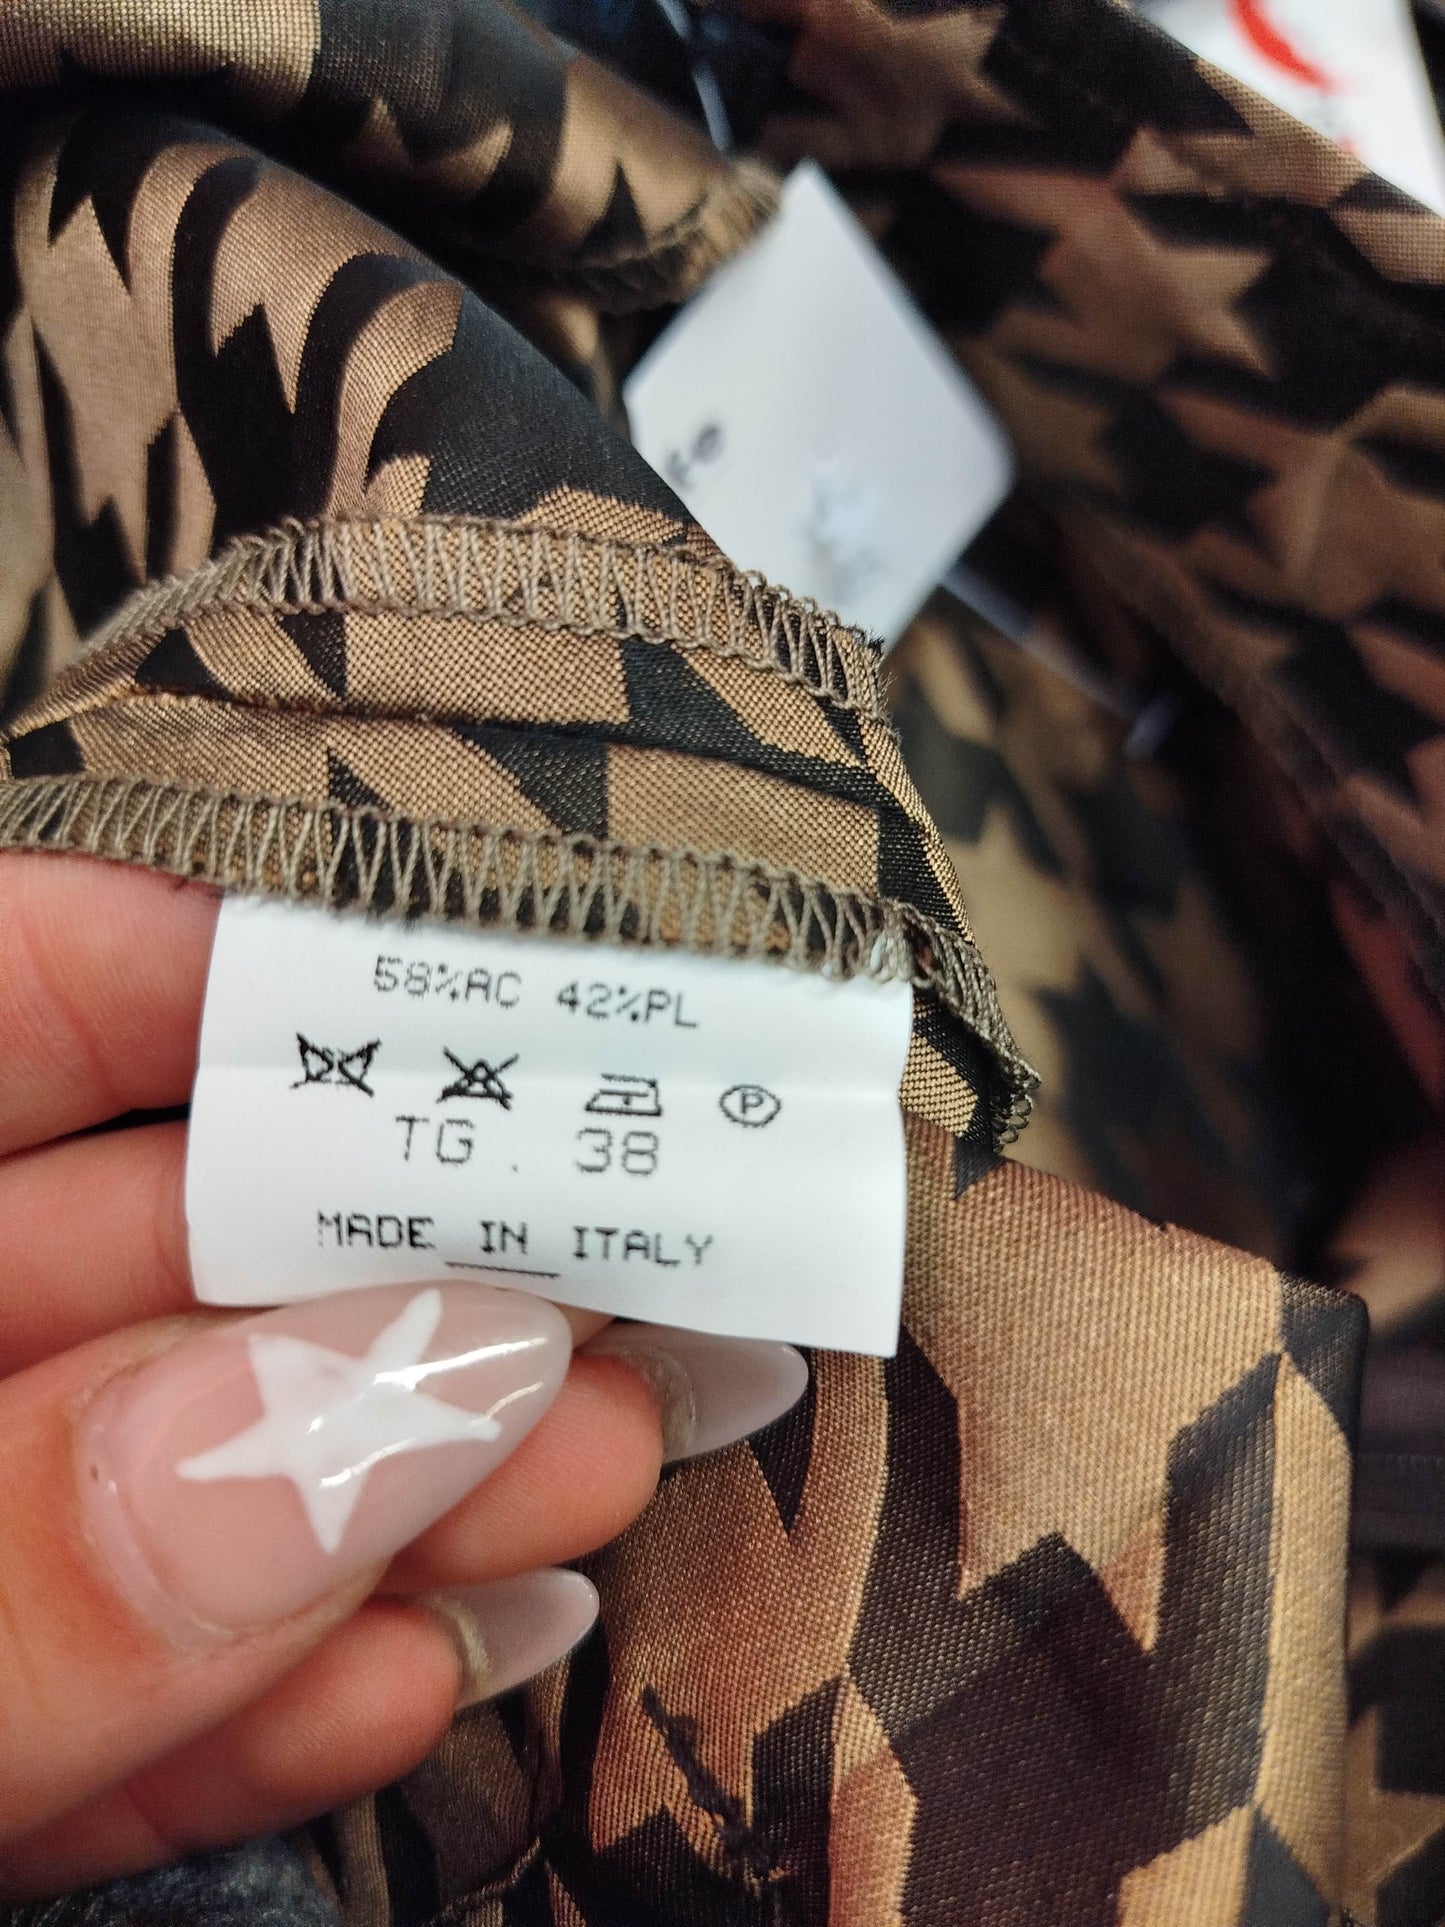 58%AC 42%PL
P
TG. 38
MADE IN ITALY